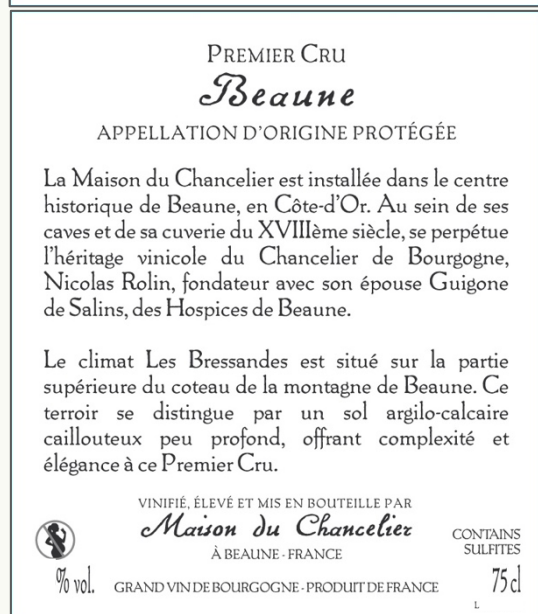 PREMIER CRU
Beaune
APPELLATION D'ORIGINE PROTÉGÉE
La Maison du Chancelier est installée dans le centre
historique de Beaune, en Côte-d'Or. Au sein de ses
caves et de sa cuverie du XVIIIème siècle, se perpétue
l'héritage vinicole du Chancelier de Bourgogne,
Nicolas Rolin, fondateur avec son épouse Guigone
de Salins, des Hospices de Beaune.
Le climat Les Bressandes est situé sur la partie
supérieure du coteau de la montagne de Beaune. Ce
terroir se distingue par un sol argilo-calcaire
caillouteux peu profond, offrant complexité et
élégance à ce Premier Cru.
VINIFIÉ, ÉLEVÉ ET MIS EN BOUTEILLE PAR
Maison du Chancelier
À BEAUNE - FRANCE
CONTAINS
SULFITES
% vol.
GRAND VIN DE BOURGOGNE - PRODUIT DE FRANCE
75 cl
L